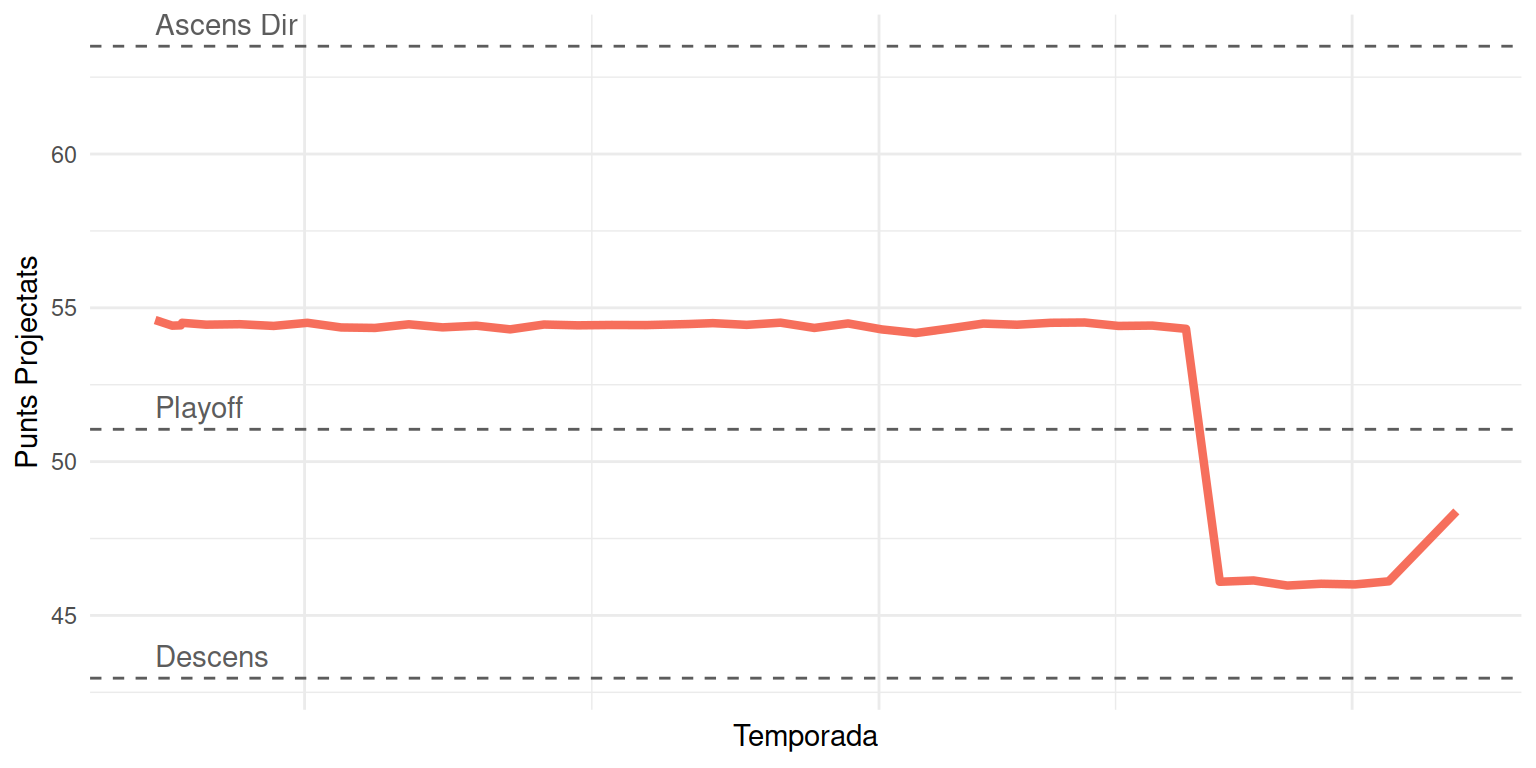 Ascens Dir
60
55
Playoff
50
45
Descens
Punts Projectats
Temporada